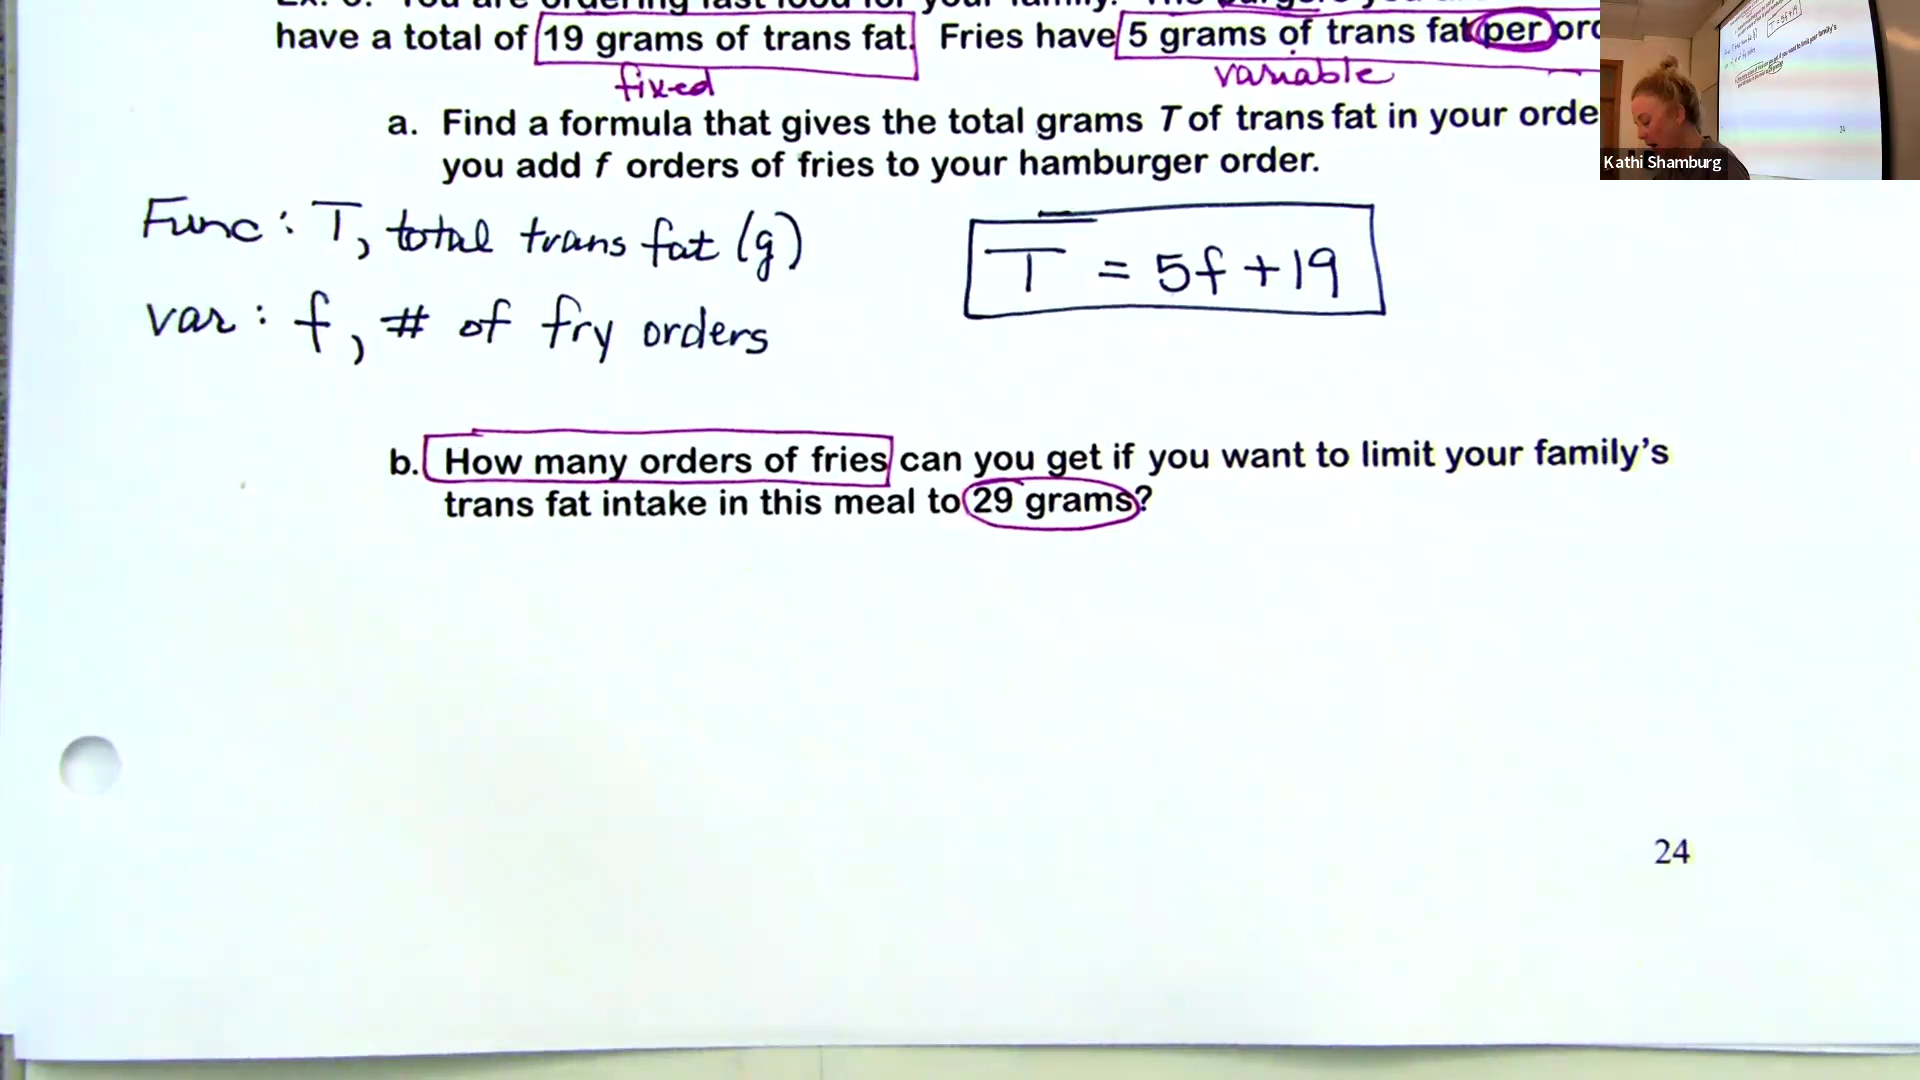 have a total of 19 grams of trans fat. Fries have 5 grams of trans fat per
fixed
variable
a. Find a formula that gives the total grams T of trans fat in your
you add f orders of fries to your hamburger order.
Func: T, total trans fat (g)
T = 5f + 19
var: f, # of fry orders
b. How many orders of fries can you get if you want to limit your family's
trans fat intake in this meal to 29 grams?
24
Kathi Shamburg
T = 5f+19
24